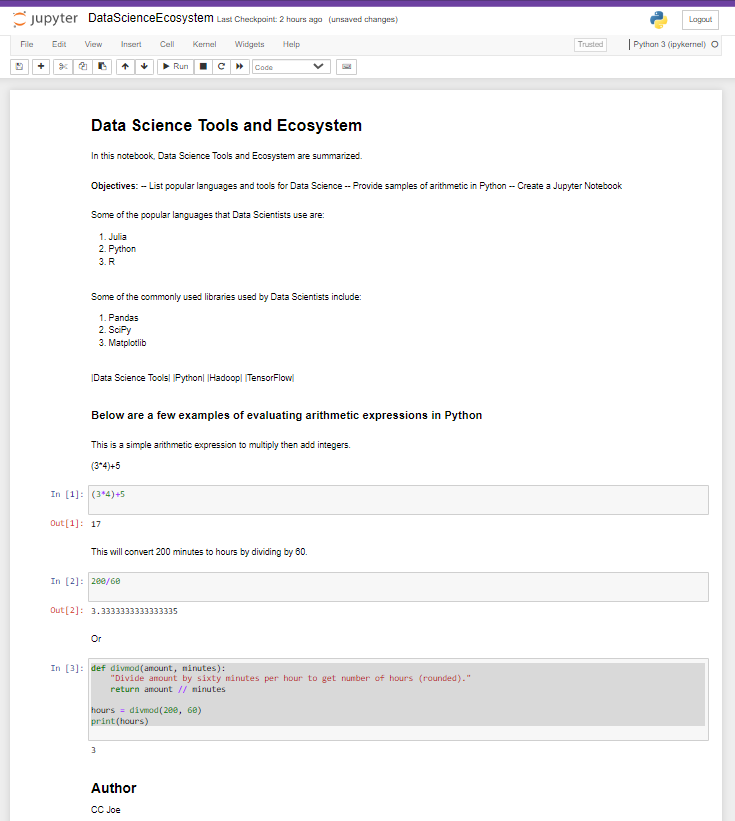 jupyter DataScienceEcosystem Last Checkpoint: 2 hours ago (unsaved changes) Logout
File Edit View Insert Cell Kernel Widgets Help Trusted Python 3 (ipykernel)
Run Code
Data Science Tools and Ecosystem
In this notebook, Data Science Tools and Ecosystem are summarized.
Objectives: -- List popular languages and tools for Data Science -- Provide samples of arithmetic in Python -- Create a Jupyter Notebook
Some of the popular languages that Data Scientists use are:
1. Julia
2. Python
3. R
Some of the commonly used libraries used by Data Scientists include:
1. Pandas
2. SciPy
3. Matplotlib
|Data Science Tools| |Python| |Hadoop| |TensorFlow|
Below are a few examples of evaluating arithmetic expressions in Python
This is a simple arithmetic expression to multiply then add integers.
(3*4)+5
In [1]: (3*4)+5
Out[1]: 17
This will convert 200 minutes to hours by dividing by 60.
In [2]: 200/60
Out[2]: 3.3333333333333335
Or
In [3]: def divmod(amount, minutes):
"Divide amount by sixty minutes per hour to get number of hours (rounded)."
return amount // minutes
hours = divmod(200, 60)
print(hours)
3
Author
CC Joe